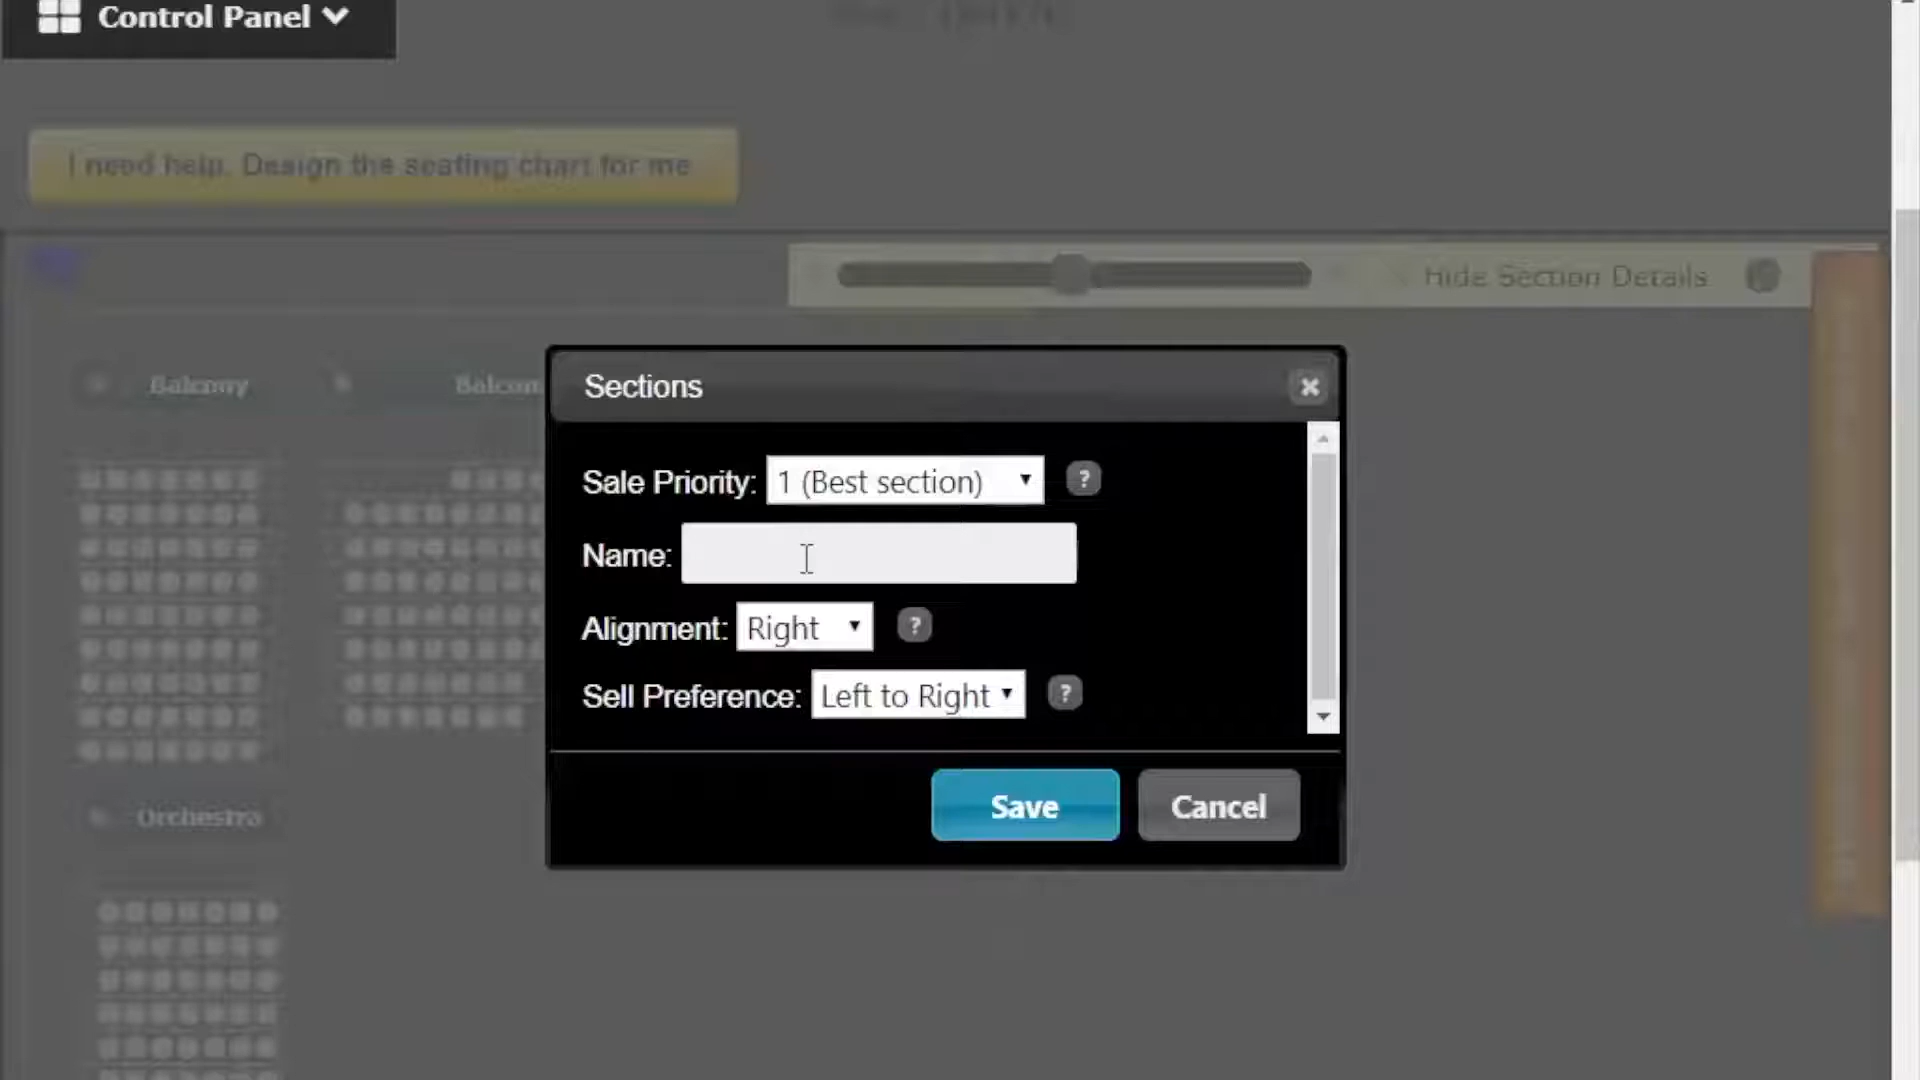 Control Panel
I need help. Design the seating chart for me
Hide Section Details
Balcony
Sections
Sale Priority: 1 (Best section) ?
Name:
Alignment: Right ?
Sell Preference: Left to Right ?
Save Cancel
Orchestra